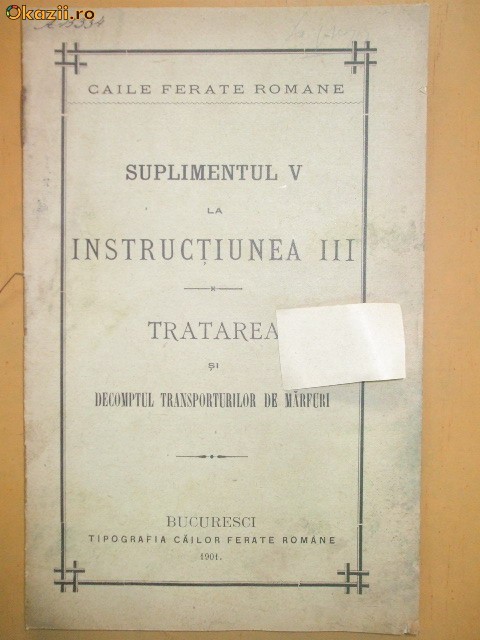 Okazii.ro
CAILE FERATE ROMANE
SUPLIMENTUL V
LA
INSTRUCȚIUNEA III
TRATAREA
ȘI
DECOMPTUL TRANSPORTURILOR DE MĂRFURI
BUCURESCI
TIPOGRAFIA CĂILOR FERATE ROMÂNE
1901.